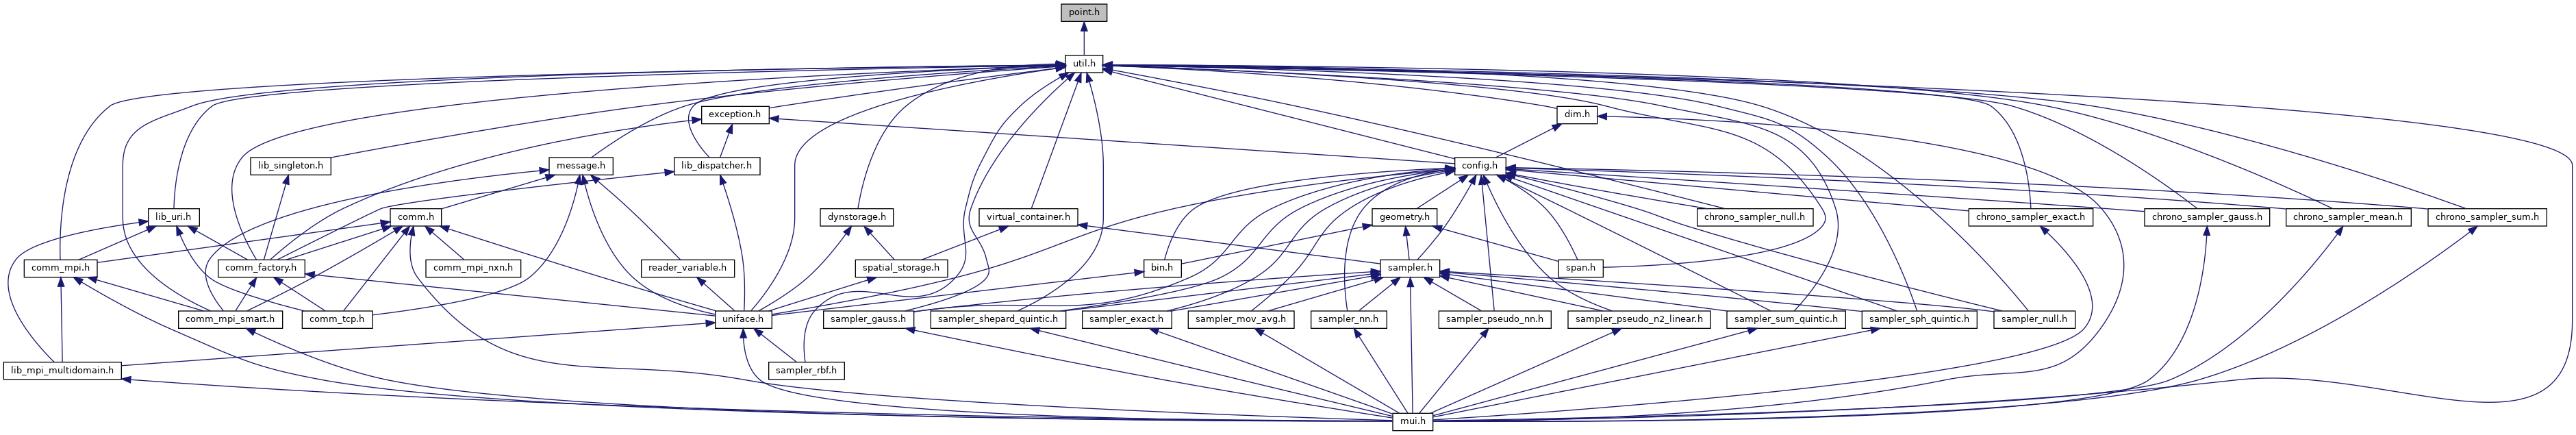 point.h
util.h
exception.h
dim.h
lib_singleton.h
message.h
lib_dispatcher.h
config.h
lib_uri.h
comm.h
dynstorage.h
virtual_container.h
geometry.h
chrono_sampler_null.h
chrono_sampler_exact.h
chrono_sampler_gauss.h
chrono_sampler_mean.h
chrono_sampler_sum.h
comm_mpi.h
comm_factory.h
comm_mpi_nxn.h
reader_variable.h
spatial_storage.h
bin.h
sampler.h
span.h
comm_mpi_smart.h
comm_tcp.h
uniface.h
sampler_gauss.h
sampler_shepard_quintic.h
sampler_exact.h
sampler_mov_avg.h
sampler_nn.h
sampler_pseudo_nn.h
sampler_pseudo_n2_linear.h
sampler_sum_quintic.h
sampler_sph_quintic.h
sampler_null.h
lib_mpi_multidomain.h
sampler_rbf.h
mui.h